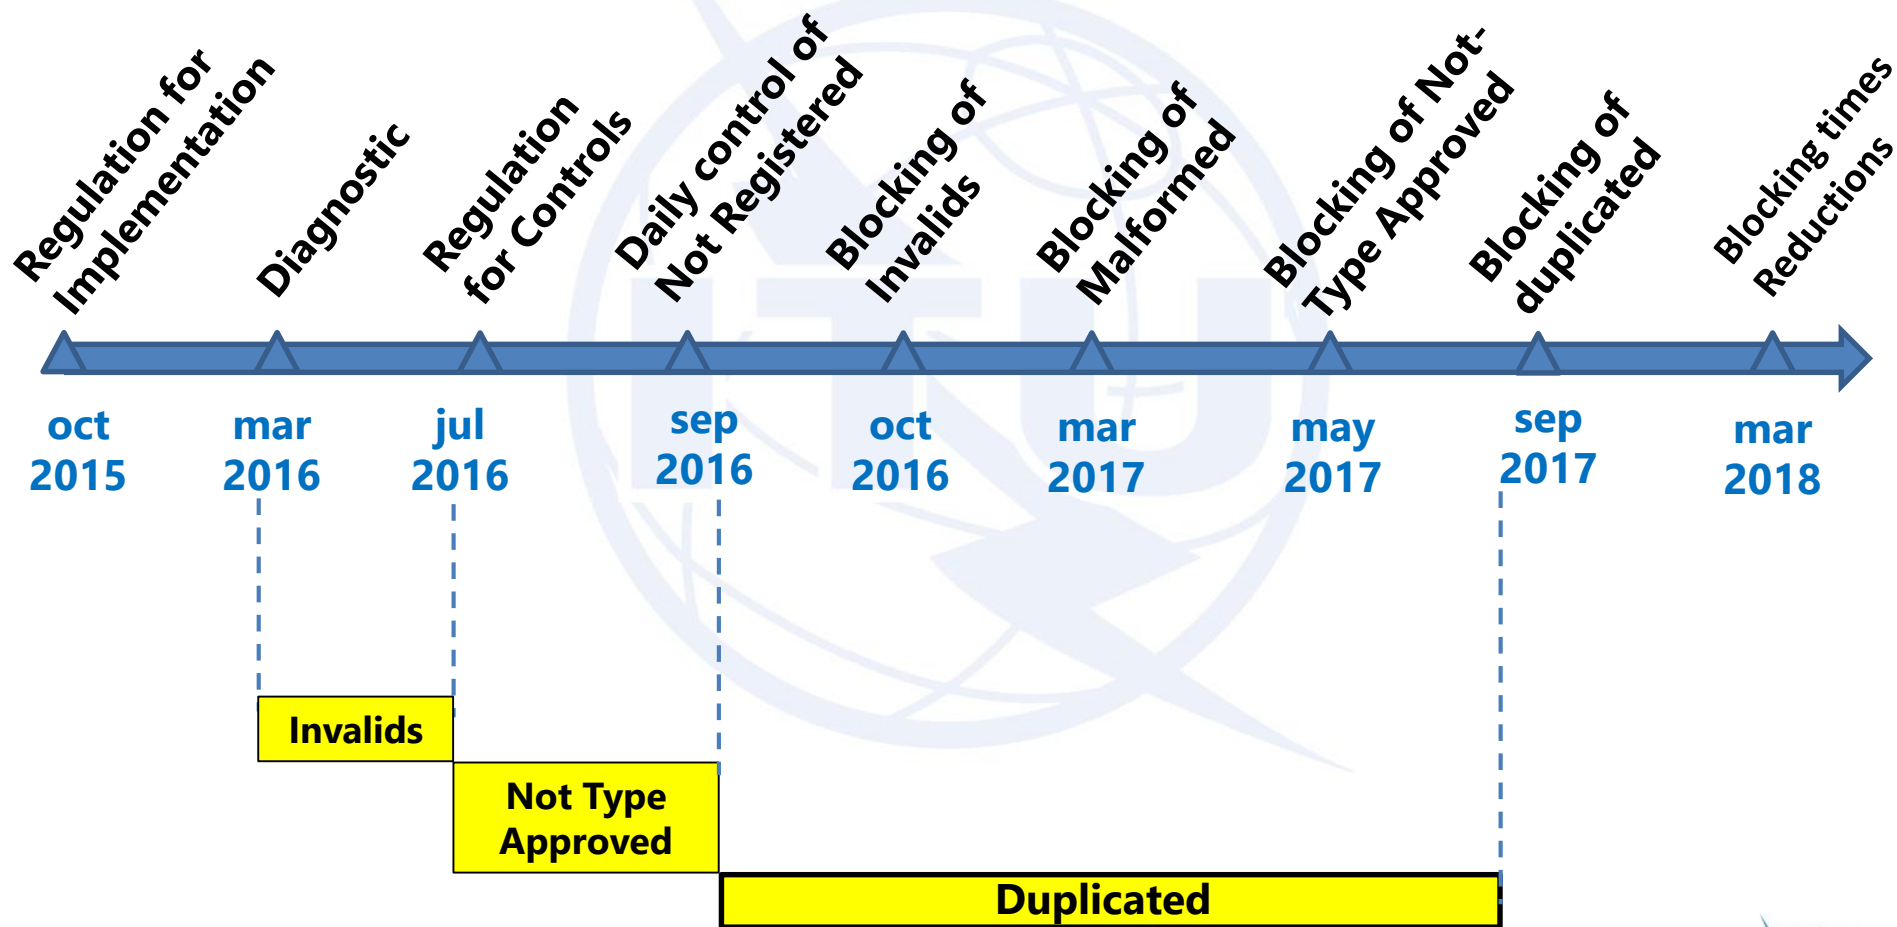 Regulation for
Implementation
Diagnostic
Regulation
for Controls
Daily control of
Not Registered
Blocking of
Invalids
Blocking of
Malformed
Blocking of Not-
Type Approved
Blocking of
duplicated
Blocking times
Reductions
oct
2015
mar
2016
jul
2016
sep
2016
oct
2016
mar
2017
may
2017
sep
2017
mar
2018
ITU
Invalids
Not Type
Approved
Duplicated